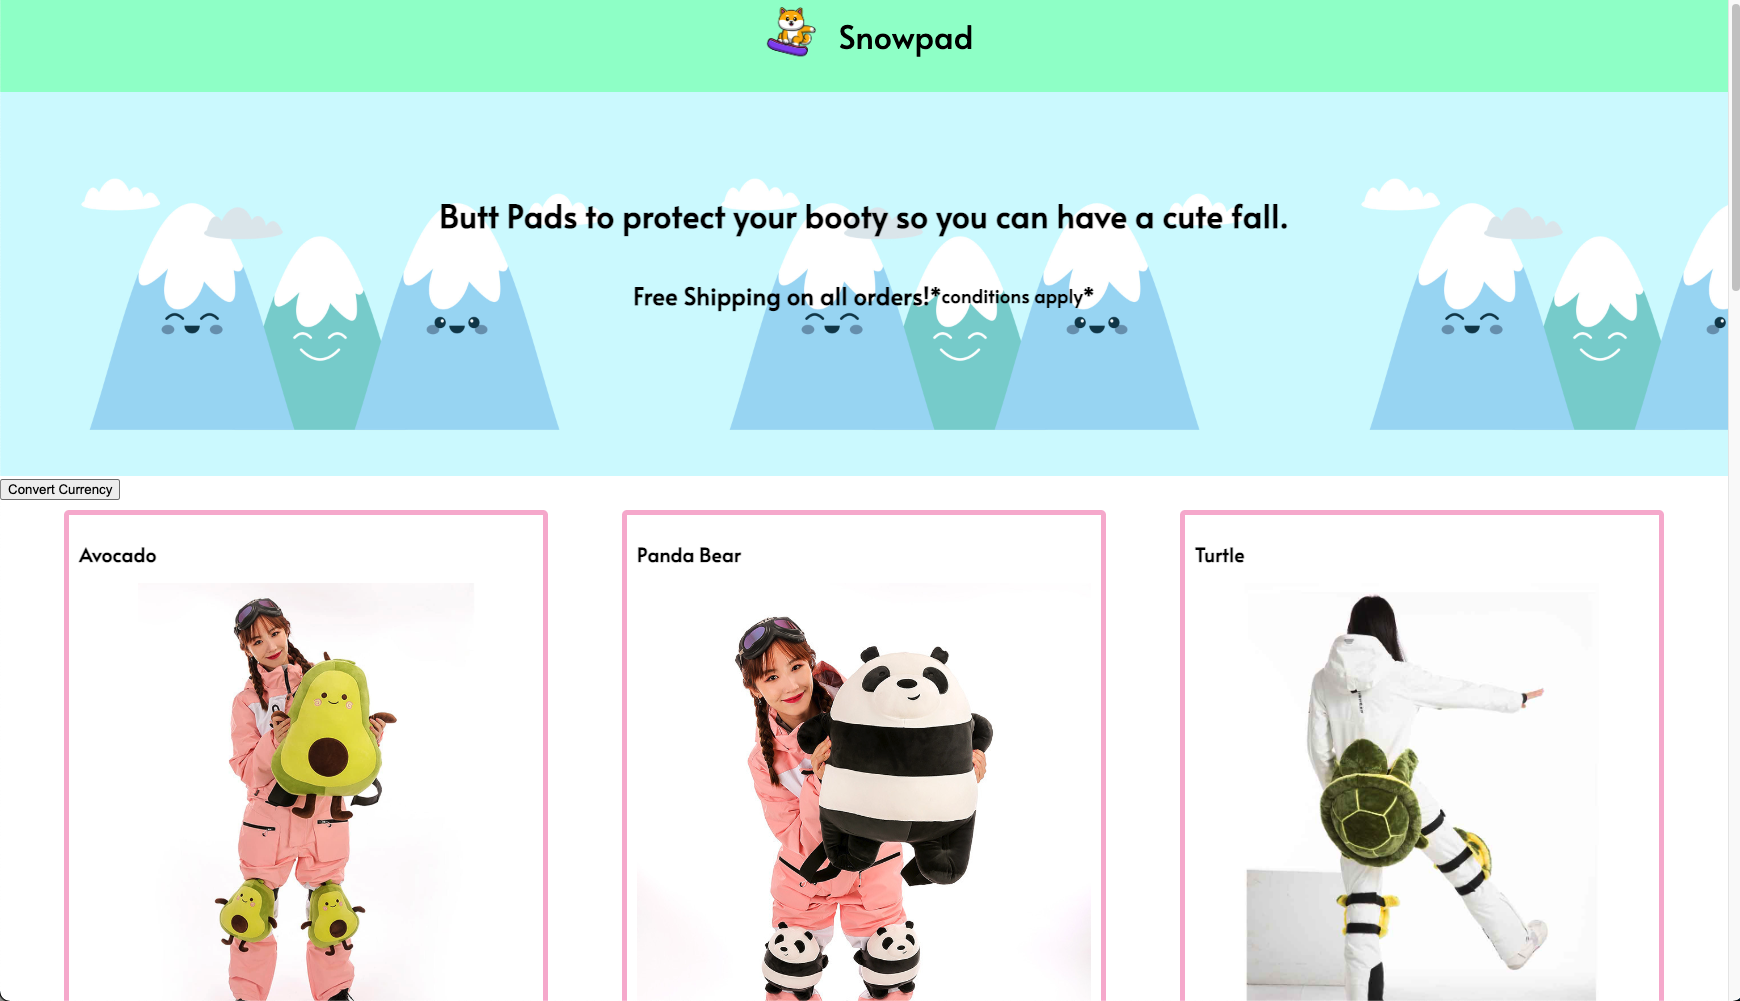 Snowpad
Butt Pads to protect your booty so you can have a cute fall.
Free Shipping on all orders!*conditions apply*
Convert Currency
Avocado
Panda Bear
Turtle